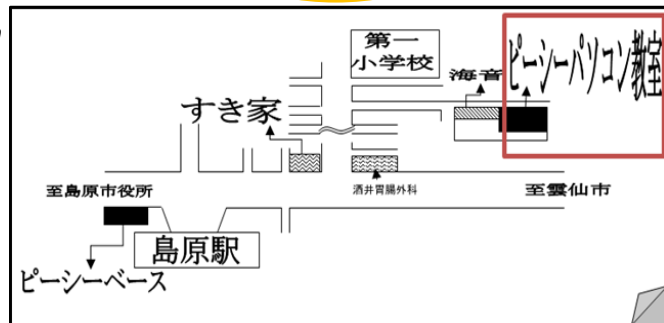 第一
小学校
海音
ピーシーパソコン教室
すき家
至島原市役所
酒井胃腸外科
至雲仙市
島原駅
ピーシーベース